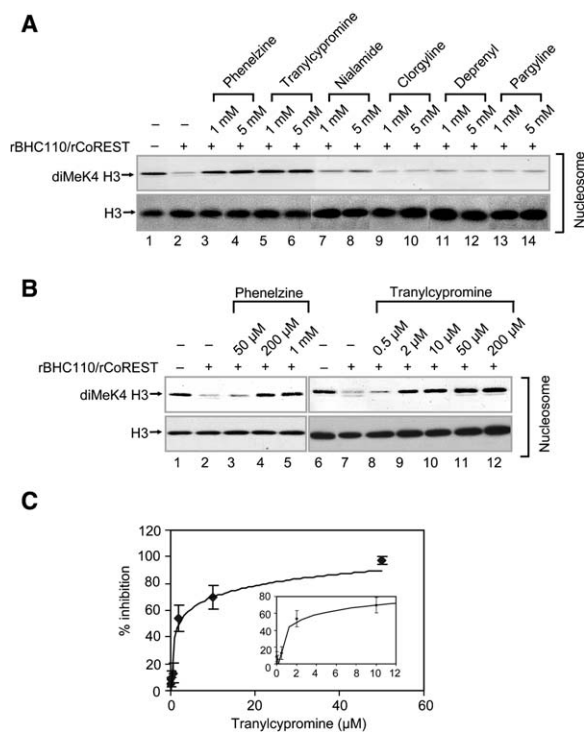 A
Phenelzine
Tranylcypromine
Nialamide
Clorgyline
Deprenyl
Pargyline
– – 1 mM 5 mM 1 mM 5 mM 1 mM 5 mM 1 mM 5 mM 1 mM 5 mM 1 mM 5 mM
rBHC110/rCoREST – + + + + + + + + + + + + +
diMeK4 H3
H3
Nucleosome
1 2 3 4 5 6 7 8 9 10 11 12 13 14
B
Phenelzine
Tranylcypromine
– – 50 µM 200 µM 1 mM – – 0.5 µM 2 µM 10 µM 50 µM 200 µM
rBHC110/rCoREST – + + + + – + + + + + +
diMeK4 H3
H3
Nucleosome
1 2 3 4 5 6 7 8 9 10 11 12
C
% inhibition
120
100
80
60
40
20
0
80
60
40
20
0
0 2 4 6 8 10 12
0 20 40 60
Tranylcypromine (µM)